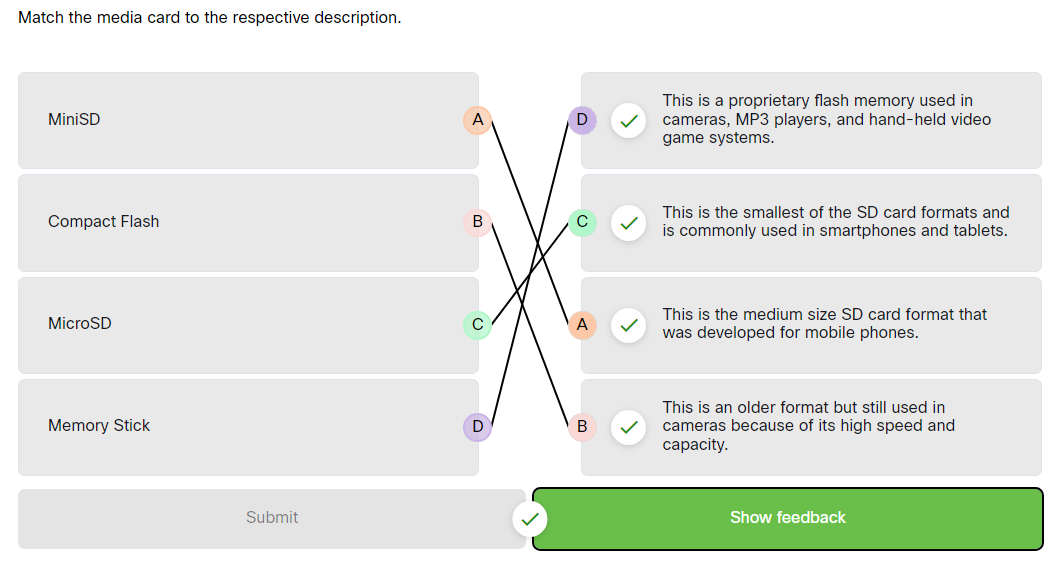 Match the media card to the respective description.
MiniSD
A
D
This is a proprietary flash memory used in
cameras, MP3 players, and hand-held video
game systems.
Compact Flash
B
C
This is the smallest of the SD card formats and
is commonly used in smartphones and tablets.
MicroSD
C
A
This is the medium size SD card format that
was developed for mobile phones.
Memory Stick
D
B
This is an older format but still used in
cameras because of its high speed and
capacity.
Submit
Show feedback